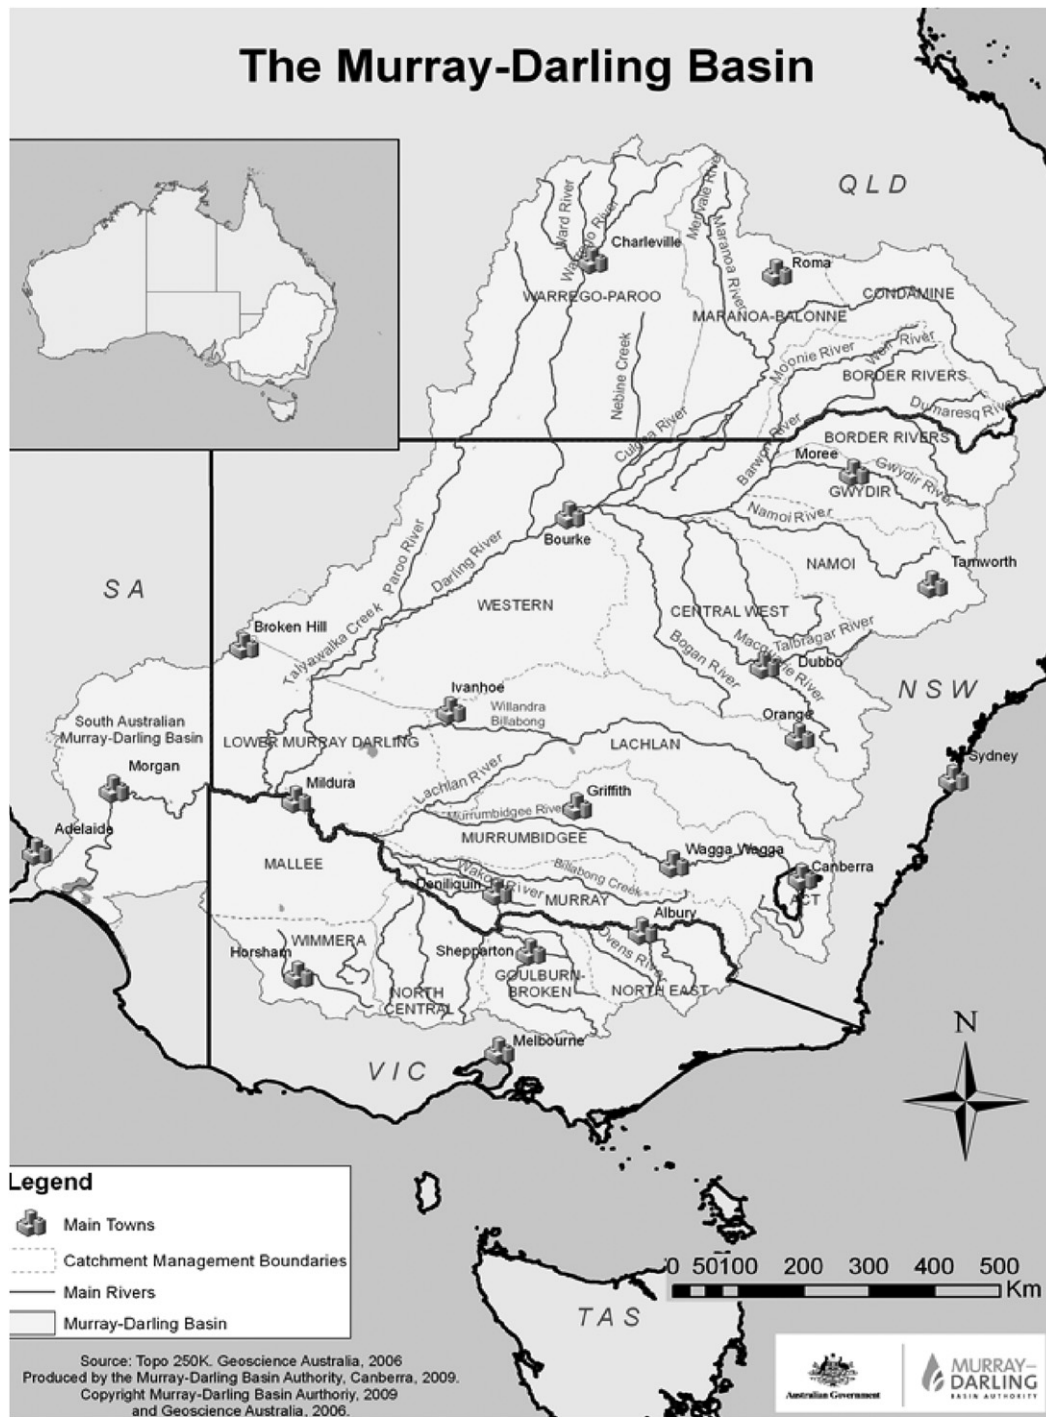 The Murray-Darling Basin
QLD
Ward River
Warrego River
Charleville
Merivale River
Maranoa River
Roma
WARREGO-PAROO
MARANOA-BALONNE
CONDAMINE
Nebine Creek
Moonie River
Weir River
BORDER RIVERS
Dumaresq River
Culgoa River
Barwon River
BORDER RIVERS
Moree
Gwydir River
GWYDIR
Namoi River
Bourke
Paroo River
Darling River
NAMOI
Tamworth
SA
WESTERN
CENTRAL WEST
Broken Hill
Talyawalka Creek
Bogan River
Macquarie River
Talbragar River
Dubbo
NSW
Ivanhoe
Willandra
Billabong
Orange
South Australian
Murray-Darling Basin
LOWER MURRAY DARLING
LACHLAN
Morgan
Sydney
Mildura
Lachlan River
Griffith
Murrumbidgee River
Adelaide
MURRUMBIDGEE
MALLEE
Wagga Wagga
Canberra
ACT
Wakool River
Billabong Creek
Deniliquin
MURRAY
Albury
WIMMERA
Horsham
Shepparton
Ovens River
GOULBURN-
BROKEN
NORTH EAST
NORTH
CENTRAL
Melbourne
VIC
N
Legend
Main Towns
Catchment Management Boundaries
Main Rivers
Murray-Darling Basin
0 50 100 200 300 400 500
Km
TAS
Source: Topo 250K. Geoscience Australia, 2006
Produced by the Murray-Darling Basin Authority, Canberra, 2009.
Copyright Murray-Darling Basin Aurthoriy, 2009
and Geoscience Australia, 2006.
Australian Government
MURRAY–
DARLING
BASIN AUTHORITY